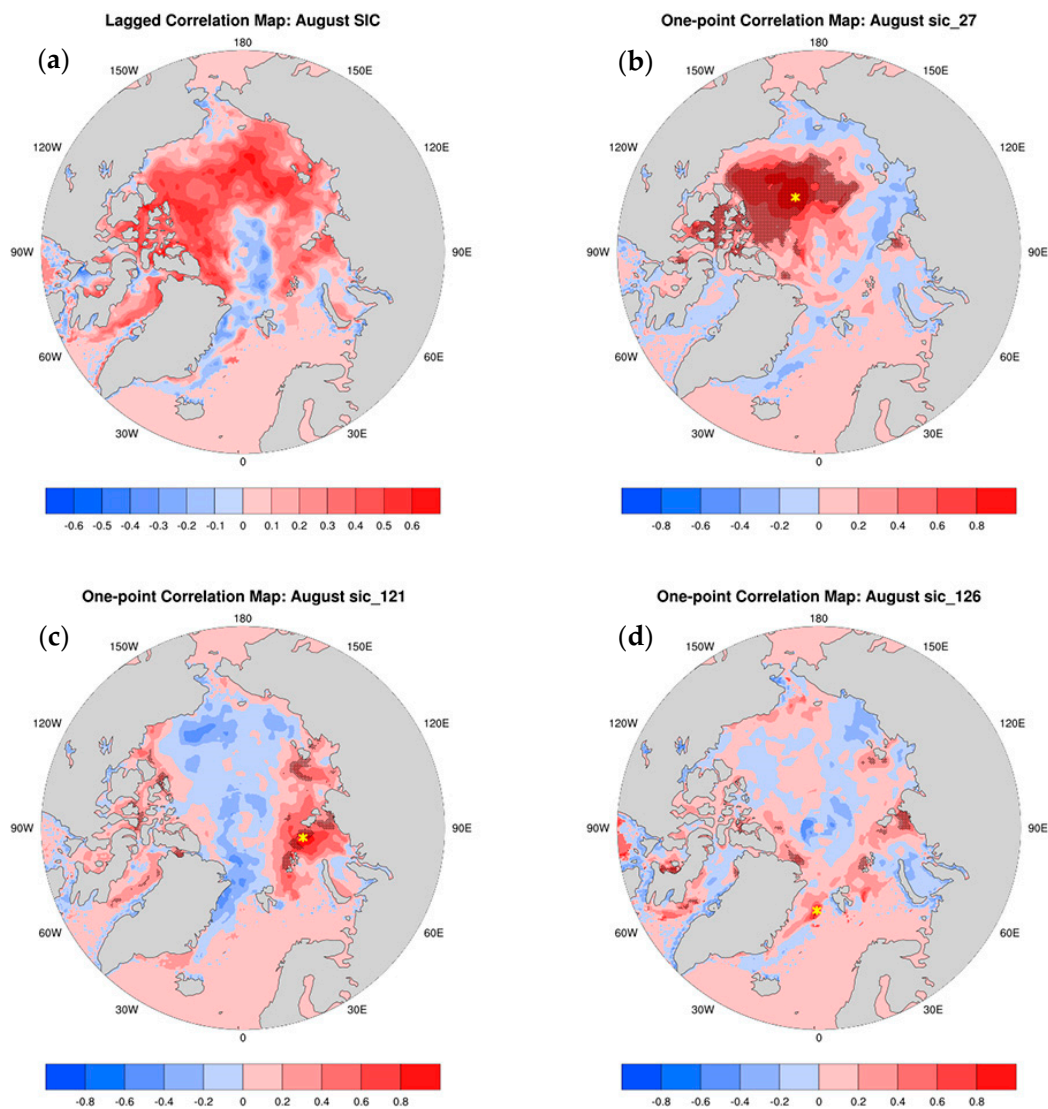 Lagged Correlation Map: August SIC
(a)
180
150W
150E
120W
120E
90W
90E
60W
60E
30W
30E
0
-0.6 -0.5 -0.4 -0.3 -0.2 -0.1 0 0.1 0.2 0.3 0.4 0.5 0.6
One-point Correlation Map: August sic_27
(b)
180
150W
150E
120W
120E
90W
90E
60W
60E
30W
30E
0
-0.8 -0.6 -0.4 -0.2 0 0.2 0.4 0.6 0.8
One-point Correlation Map: August sic_121
(c)
180
150W
150E
120W
120E
90W
90E
60W
60E
30W
30E
0
-0.8 -0.6 -0.4 -0.2 0 0.2 0.4 0.6 0.8
One-point Correlation Map: August sic_126
(d)
180
150W
150E
120W
120E
90W
90E
60W
60E
30W
30E
0
-0.8 -0.6 -0.4 -0.2 0 0.2 0.4 0.6 0.8